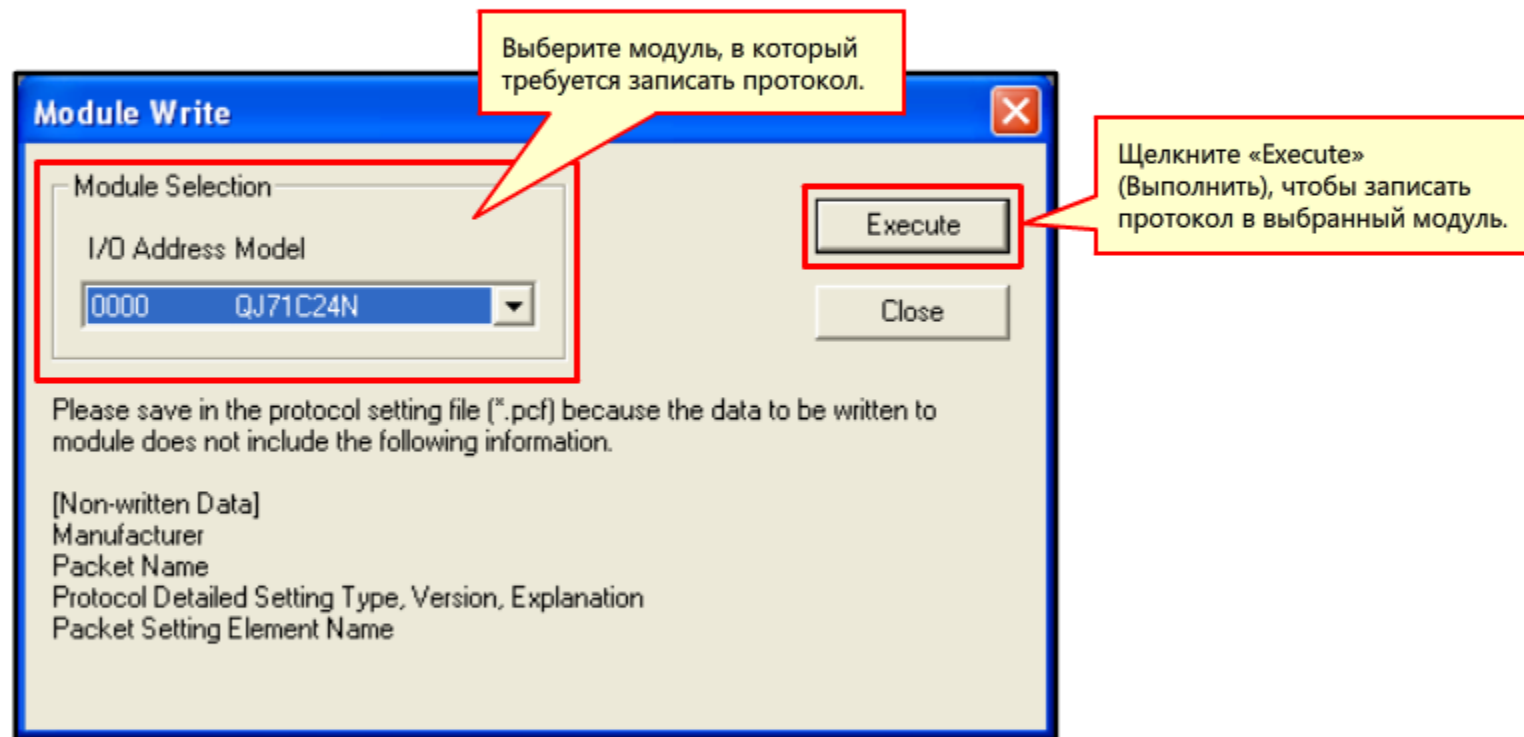 Выберите модуль, в который
требуется записать протокол.
Module Write
Щелкните «Execute»
(Выполнить), чтобы записать
протокол в выбранный модуль.
Module Selection
I/O Address Model
0000 QJ71C24N
Execute
Close
Please save in the protocol setting file (*.pcf) because the data to be written to
module does not include the following information.
[Non-written Data]
Manufacturer
Packet Name
Protocol Detailed Setting Type, Version, Explanation
Packet Setting Element Name